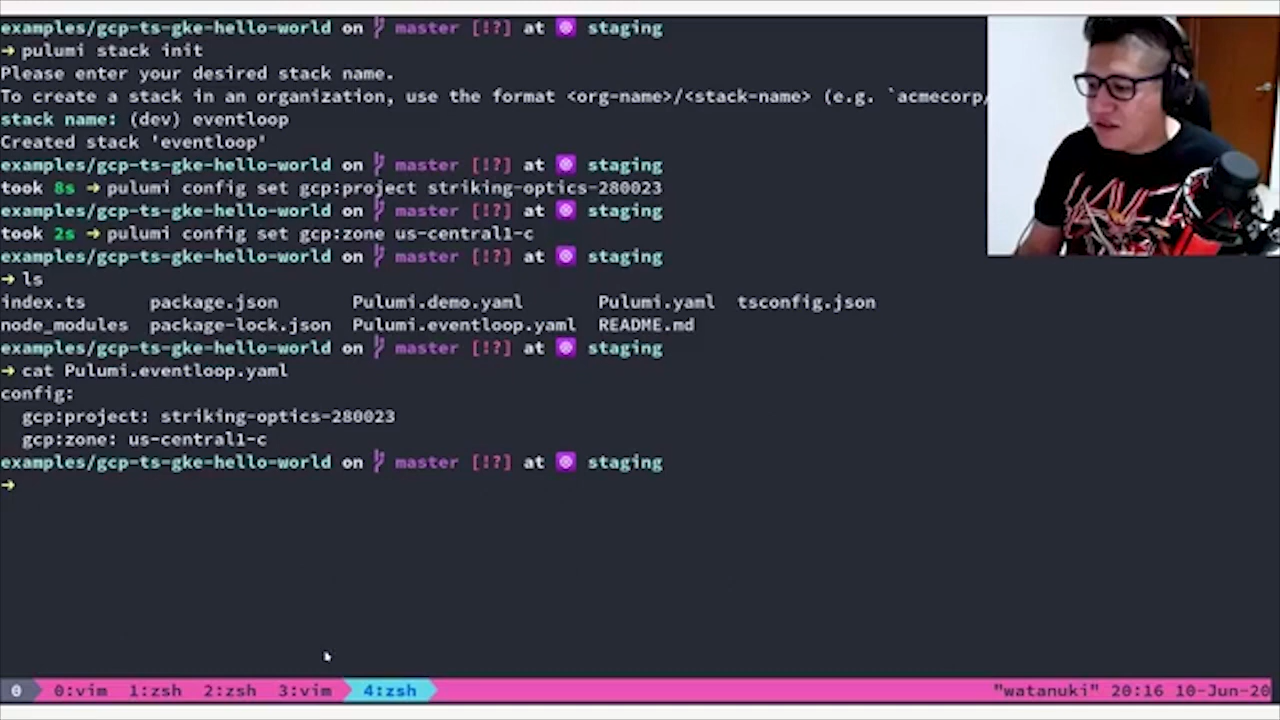 examples/gcp-ts-gke-hello-world on master [!?] at staging
➜ pulumi stack init
Please enter your desired stack name.
To create a stack in an organization, use the format <org-name>/<stack-name> (e.g. `acmecorp/
stack name: (dev) eventloop
Created stack 'eventloop'
examples/gcp-ts-gke-hello-world on master [!?] at staging
took 8s ➜ pulumi config set gcp:project striking-optics-280023
examples/gcp-ts-gke-hello-world on master [!?] at staging
took 2s ➜ pulumi config set gcp:zone us-central1-c
examples/gcp-ts-gke-hello-world on master [!?] at staging
➜ ls
index.ts package.json Pulumi.demo.yaml Pulumi.yaml tsconfig.json
node_modules package-lock.json Pulumi.eventloop.yaml README.md
examples/gcp-ts-gke-hello-world on master [!?] at staging
➜ cat Pulumi.eventloop.yaml
config:
  gcp:project: striking-optics-280023
  gcp:zone: us-central1-c
examples/gcp-ts-gke-hello-world on master [!?] at staging
➜
0 0:vim 1:zsh 2:zsh 3:vim 4:zsh "watanuki" 20:16 10-Jun-20